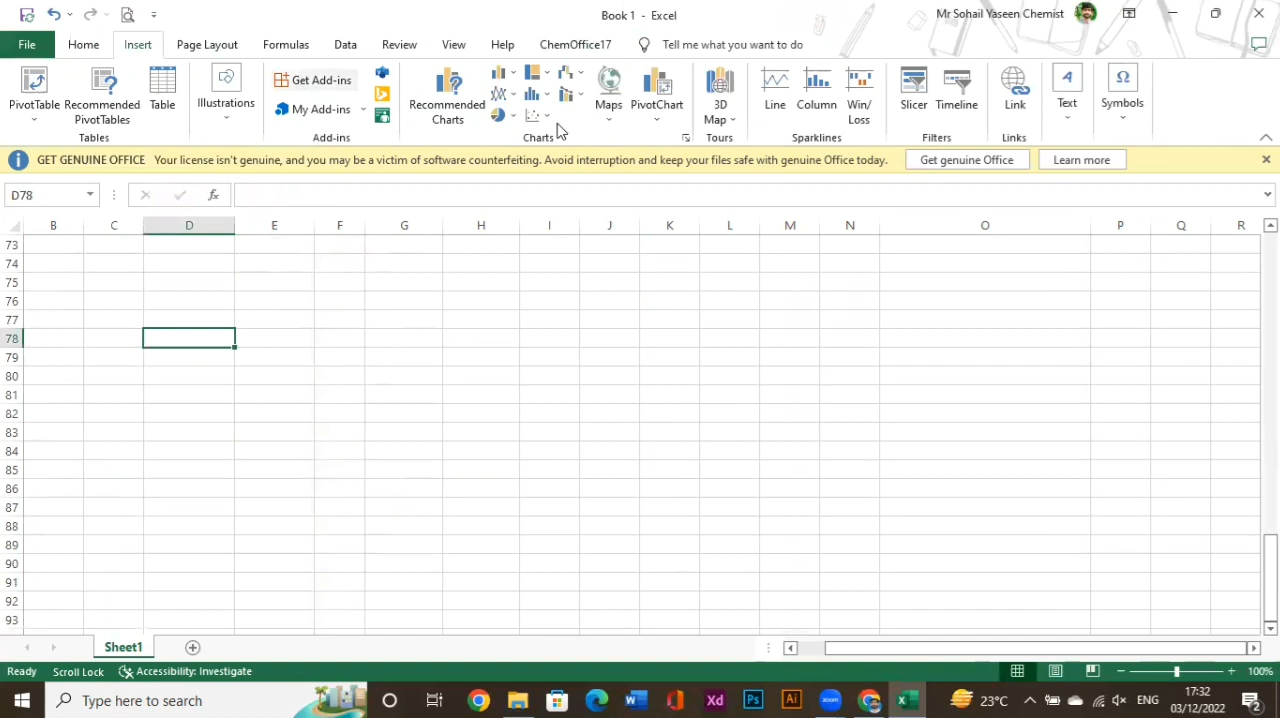 Book 1 - Excel
Mr Sohail Yaseen Chemist
File Home Insert Page Layout Formulas Data Review View Help ChemOffice17 Tell me what you want to do
PivotTable Recommended PivotTables Table
Illustrations
Get Add-ins
My Add-ins
Recommended Charts
Maps PivotChart
3D Map
Line Column Win/Loss
Slicer Timeline
Link
Text
Symbols
Tables Add-ins Charts Tours Sparklines Filters Links
GET GENUINE OFFICE Your license isn't genuine, and you may be a victim of software counterfeiting. Avoid interruption and keep your files safe with genuine Office today. Get genuine Office Learn more
D78 fx
B C D E F G H I J K L M N O P Q R
73
74
75
76
77
78
79
80
81
82
83
84
85
86
87
88
89
90
91
92
93
Sheet1
Ready Scroll Lock Accessibility: Investigate 100%
Type here to search
23°C ENG 17:32
03/12/2022
2